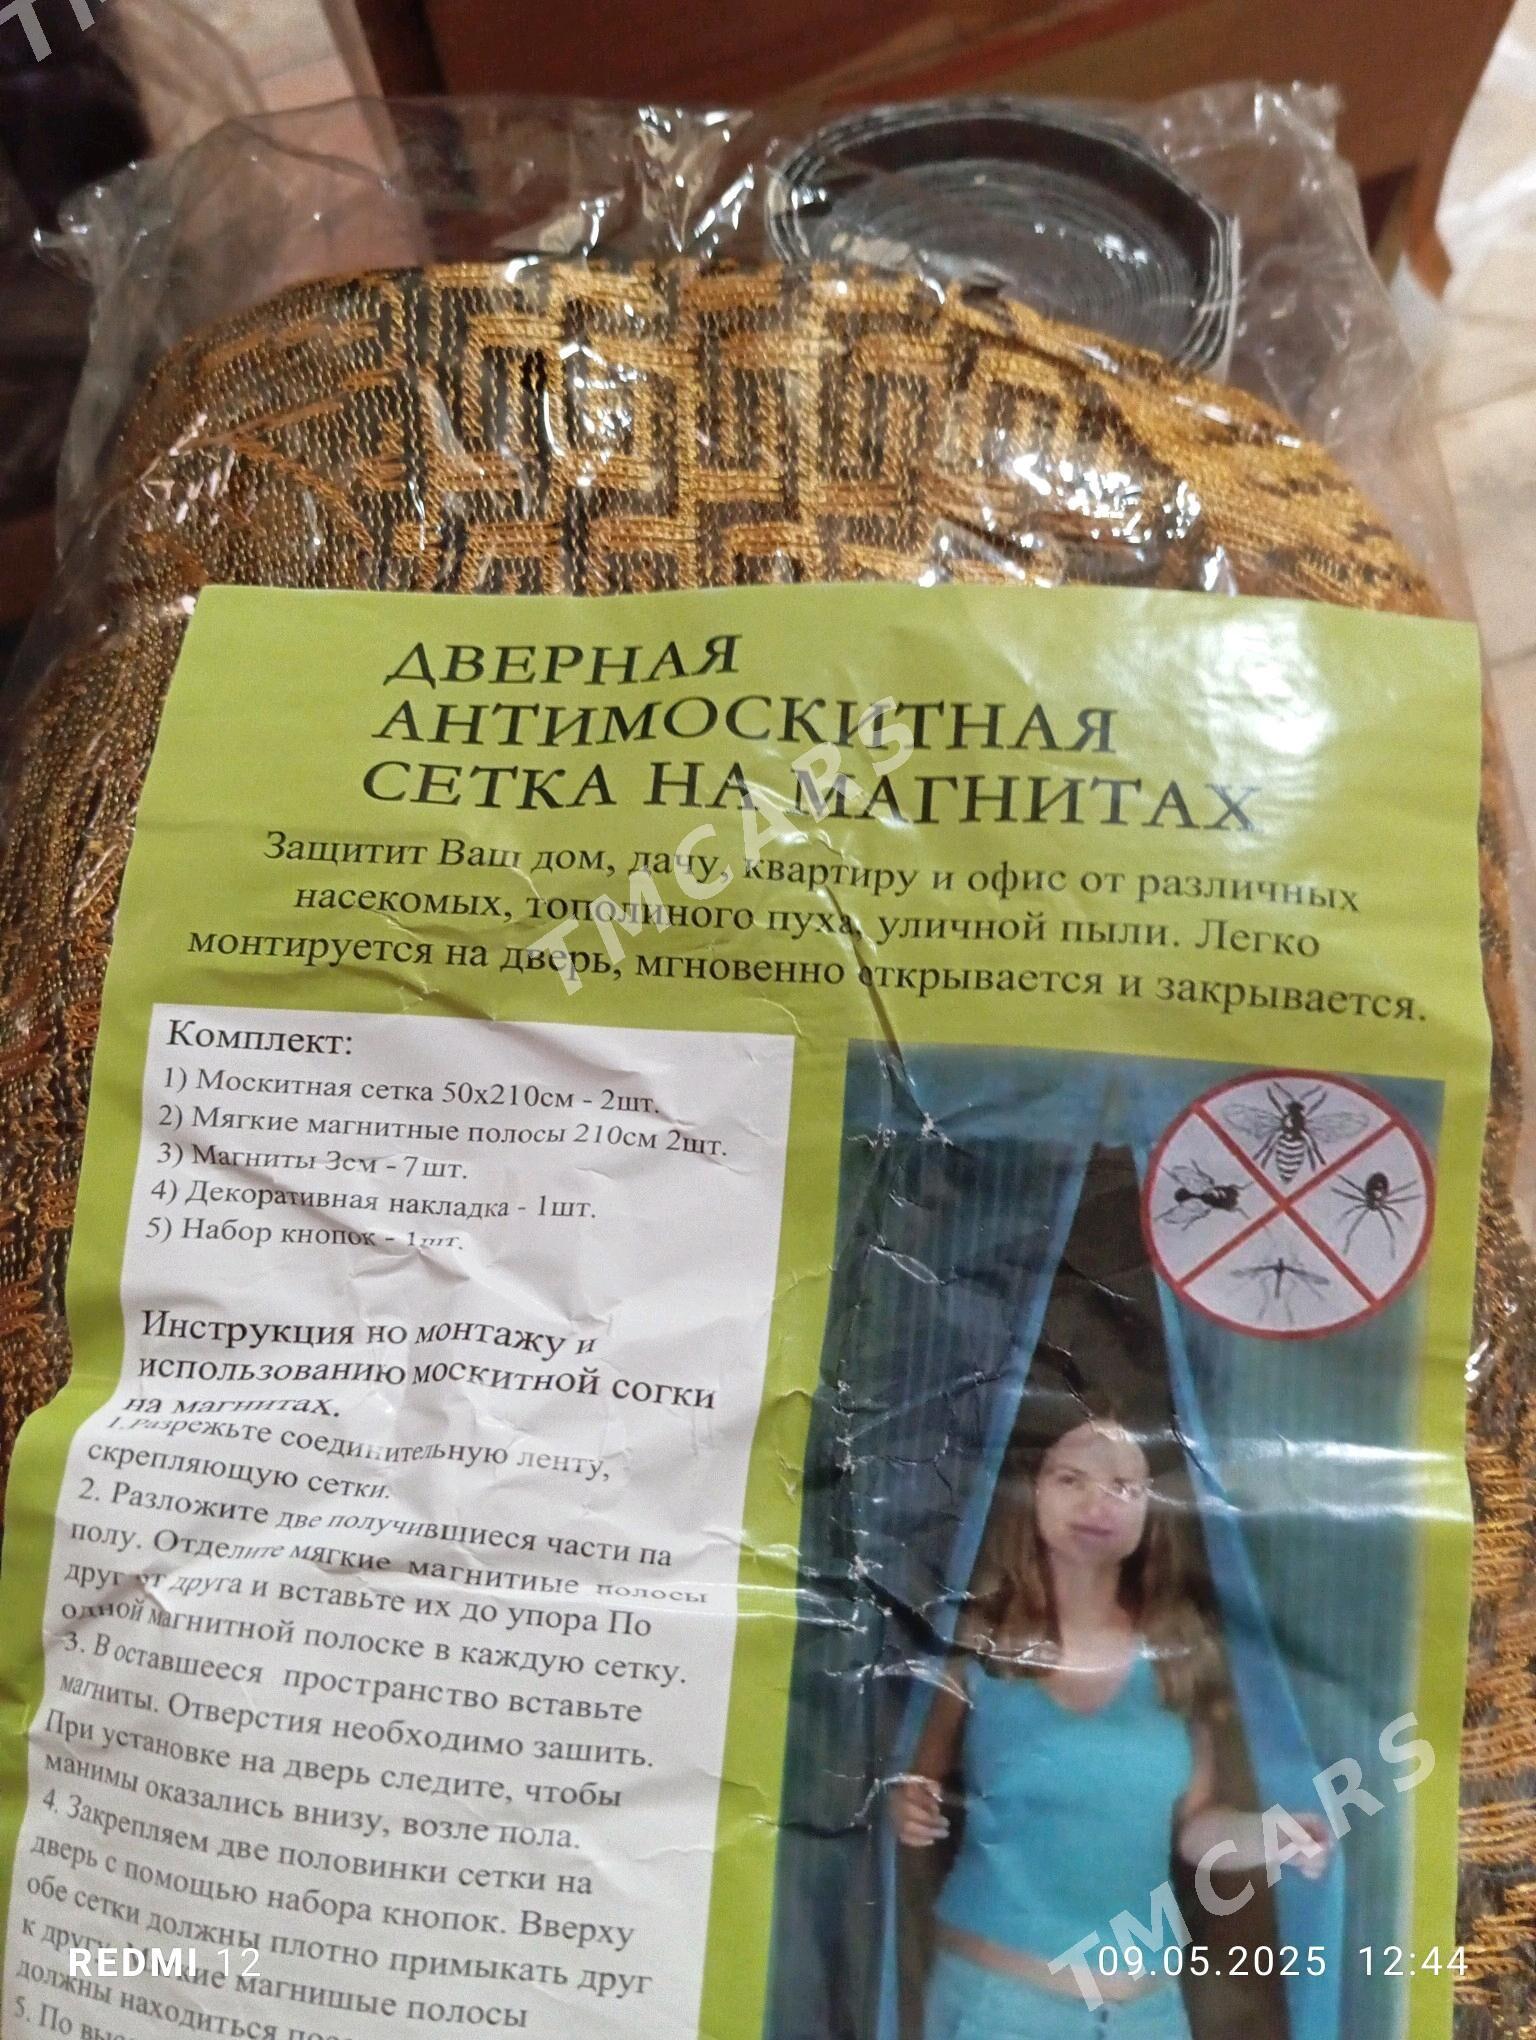 ДВЕРНАЯ
АНТИМОСКИТНАЯ
СЕТКА НА МАГНИТАХ
Защитит Ваш дом, дачу, квартиру и офис от различных
насекомых, тополиного пуха, уличной пыли. Легко
монтируется на дверь, мгновенно открывается и закрывается.
Комплект:
1) Москитная сетка 50х210см - 2шт.
2) Мягкие магнитные полосы 210см 2шт.
3) Магниты 3см - 7шт.
4) Декоративная накладка - 1шт.
5) Набор кнопок - 1шт.
Инструкция но монтажу и
использованию москитной согки
на магнитах.
1. Разрежьте соединительную ленту,
скрепляющую сетки.
2. Разложите две получившиеся части па
полу. Отделите мягкие магнитиые полосы
друг от друга и вставьте их до упора По
одной магнитной полоске в каждую сетку.
3. В оставшееся пространство вставьте
магниты. Отверстия необходимо зашить.
При установке на дверь следите, чтобы
манимы оказались внизу, возле пола.
4. Закрепляем две половинки сетки на
дверь с помощью набора кнопок. Вверху
обе сетки должны плотно примыкать друг
к другу. Мягкие магнишые полосы
должны находиться
5. По
REDMI 12
09.05.2025 12:44
TMCARS
TMCARS